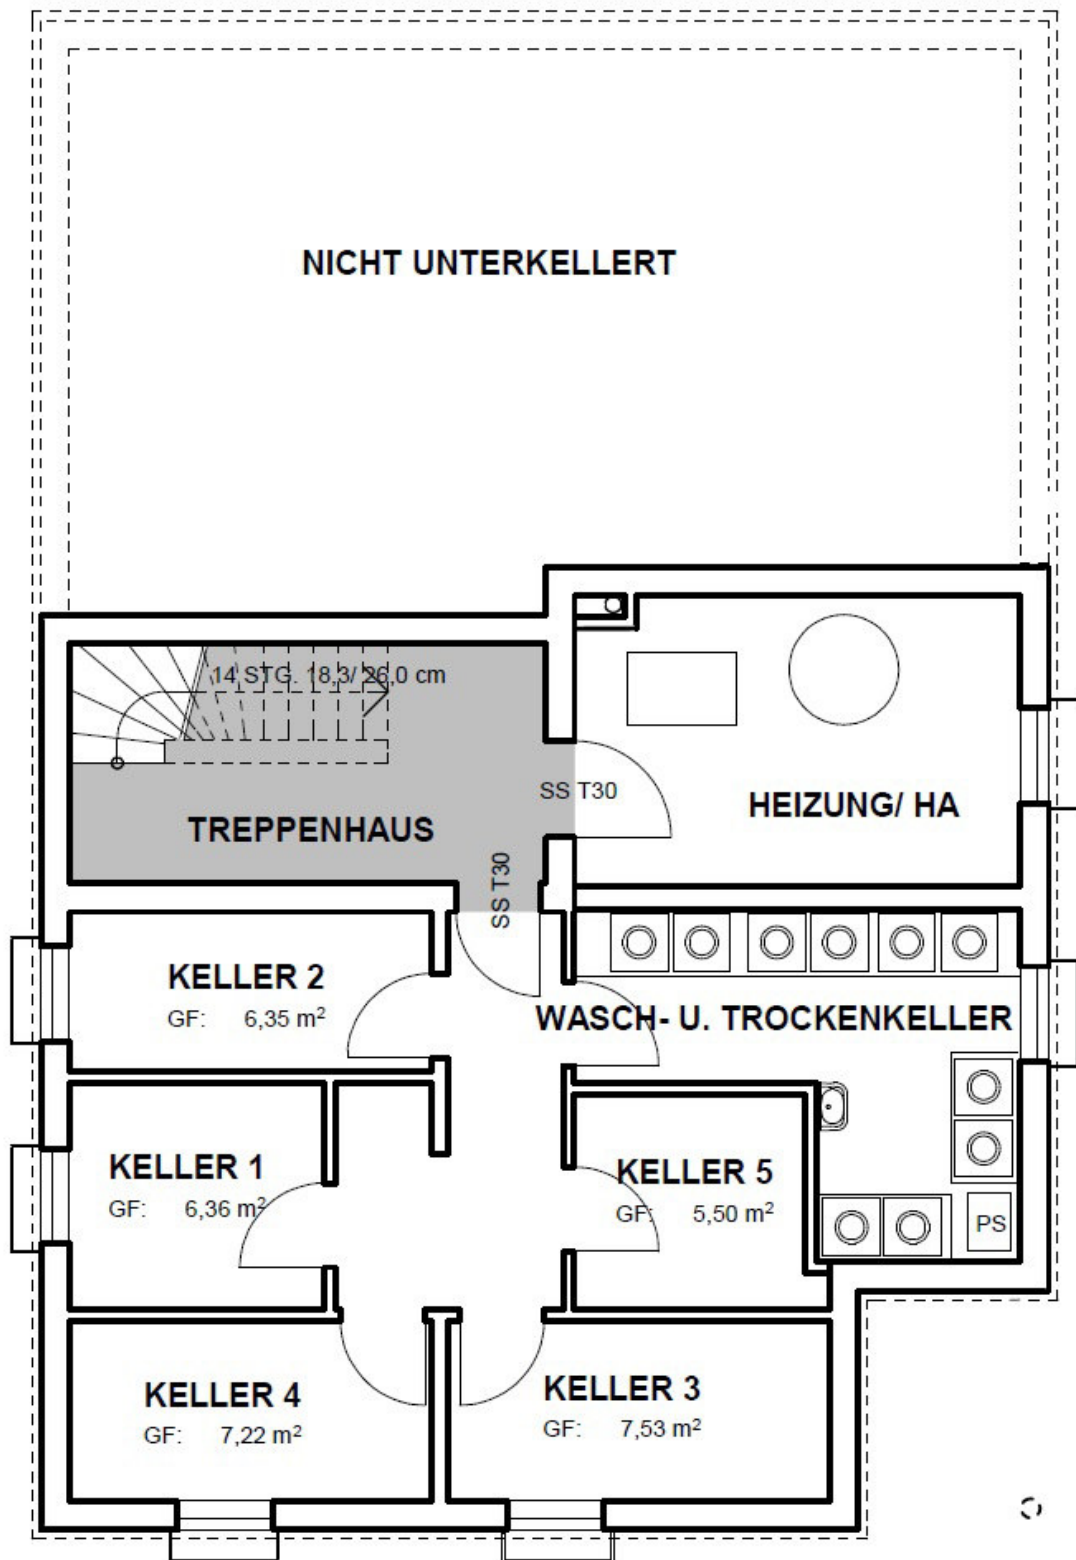 NICHT UNTERKELLERT
14 STG. 18,3/ 26,0 cm
SS T30
HEIZUNG/ HA
TREPPENHAUS
SS T30
KELLER 2
GF: 6,35 m²
WASCH- U. TROCKENKELLER
KELLER 1
GF: 6,36 m²
KELLER 5
GF: 5,50 m²
PS
KELLER 4
GF: 7,22 m²
KELLER 3
GF: 7,53 m²